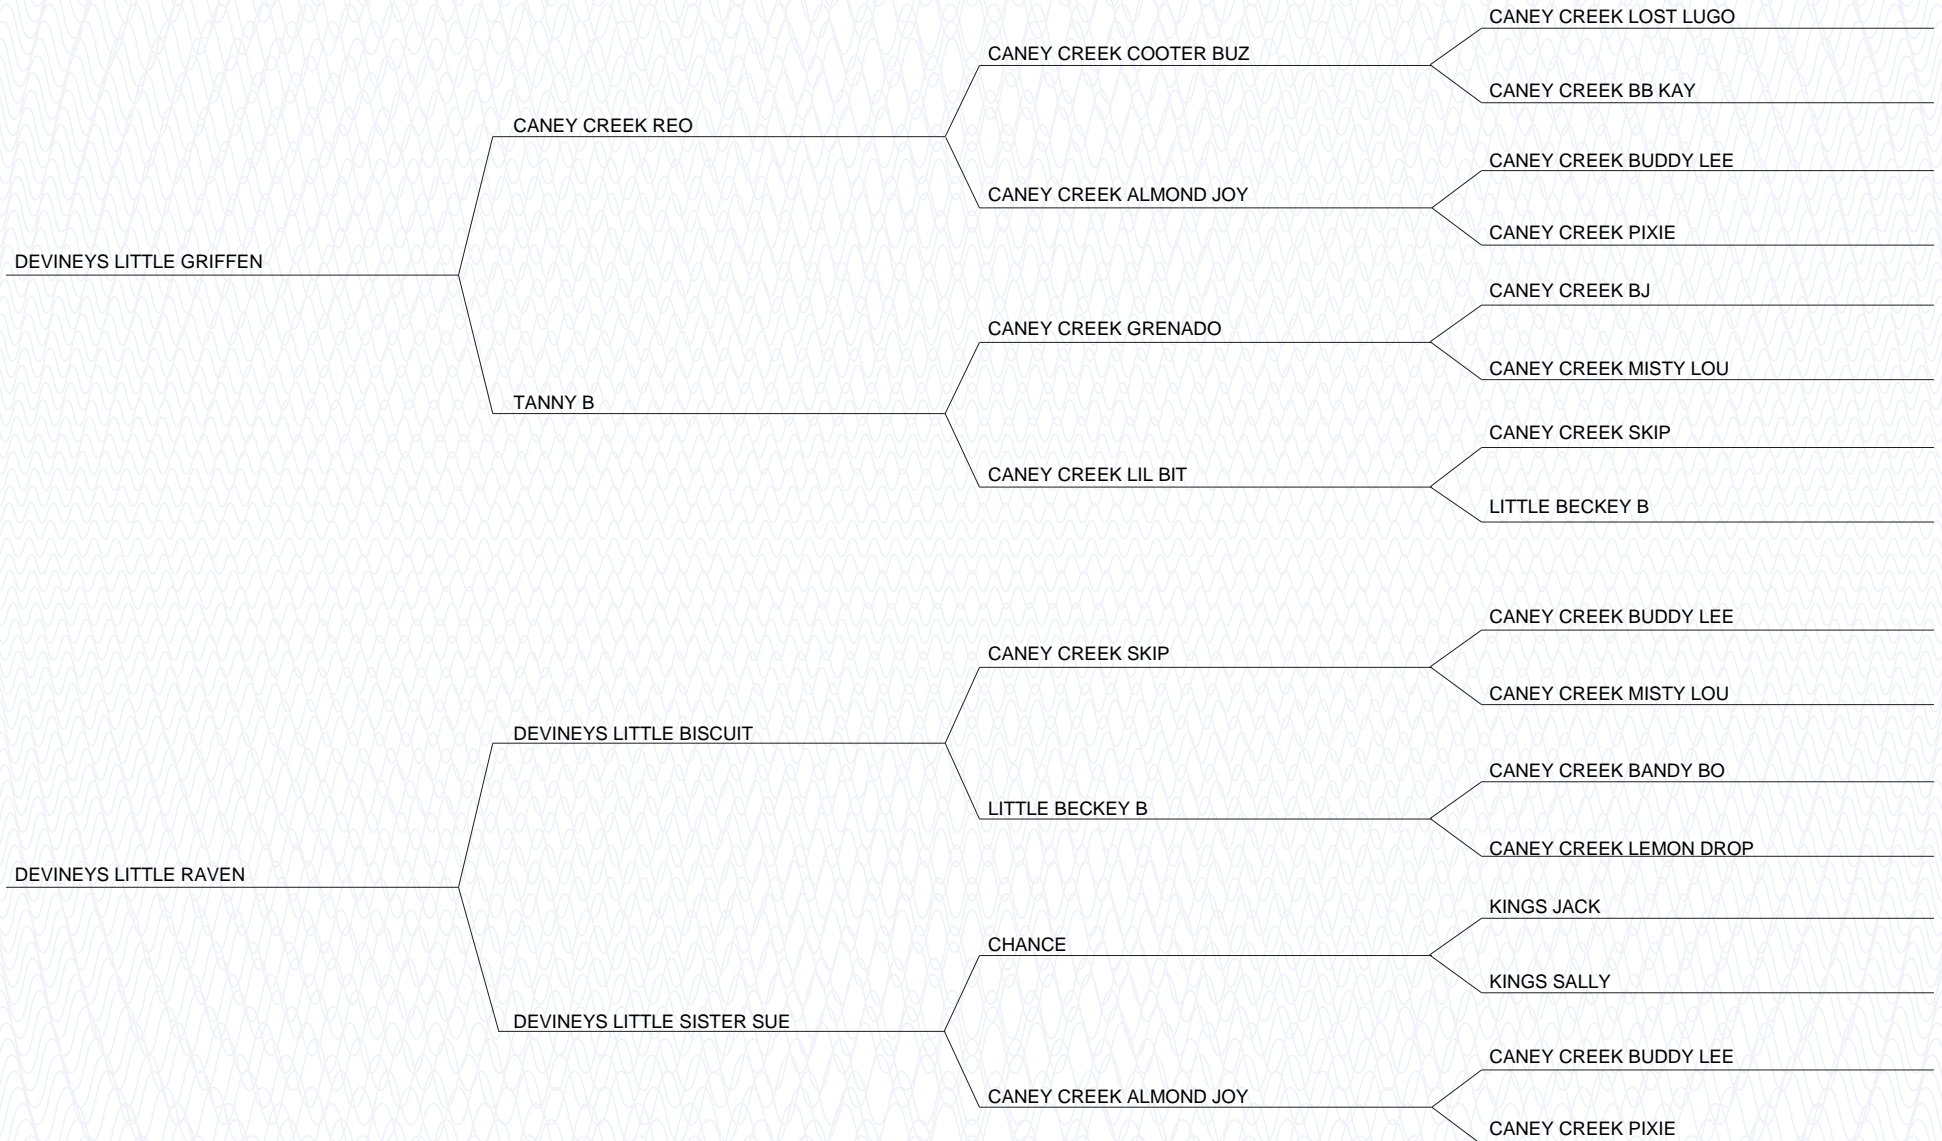 CANEY CREEK LOST LUGO
CANEY CREEK COOTER BUZ
CANEY CREEK BB KAY
CANEY CREEK REO
CANEY CREEK BUDDY LEE
CANEY CREEK ALMOND JOY
CANEY CREEK PIXIE
DEVINEYS LITTLE GRIFFEN
CANEY CREEK BJ
CANEY CREEK GRENADO
CANEY CREEK MISTY LOU
TANNY B
CANEY CREEK SKIP
CANEY CREEK LIL BIT
LITTLE BECKEY B
CANEY CREEK BUDDY LEE
CANEY CREEK SKIP
CANEY CREEK MISTY LOU
DEVINEYS LITTLE BISCUIT
CANEY CREEK BANDY BO
LITTLE BECKEY B
CANEY CREEK LEMON DROP
DEVINEYS LITTLE RAVEN
KINGS JACK
CHANCE
KINGS SALLY
DEVINEYS LITTLE SISTER SUE
CANEY CREEK BUDDY LEE
CANEY CREEK ALMOND JOY
CANEY CREEK PIXIE